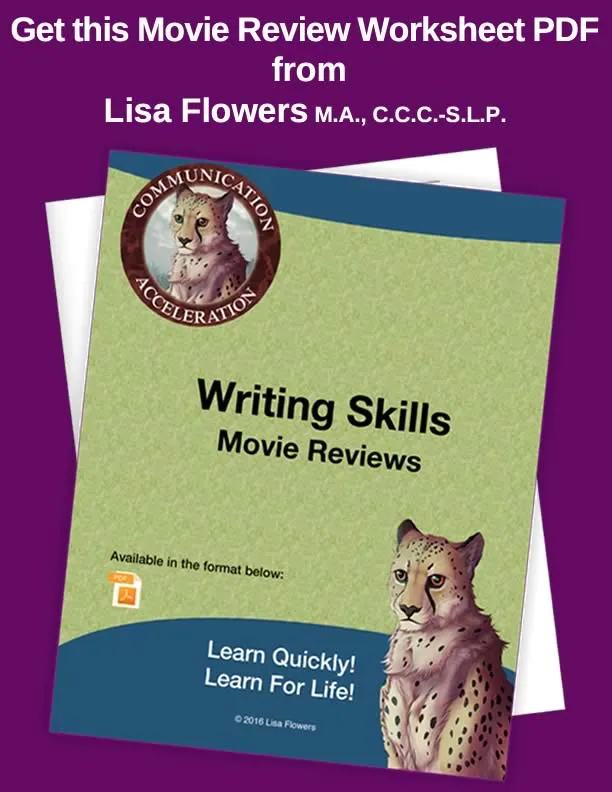 Get this Movie Review Worksheet PDF
from
Lisa Flowers M.A., C.C.C.-S.L.P.
COMMUNICATION
ACCELERATION
Writing Skills
Movie Reviews
Available in the format below:
PDF
Learn Quickly!
Learn For Life!
© 2016 Lisa Flowers